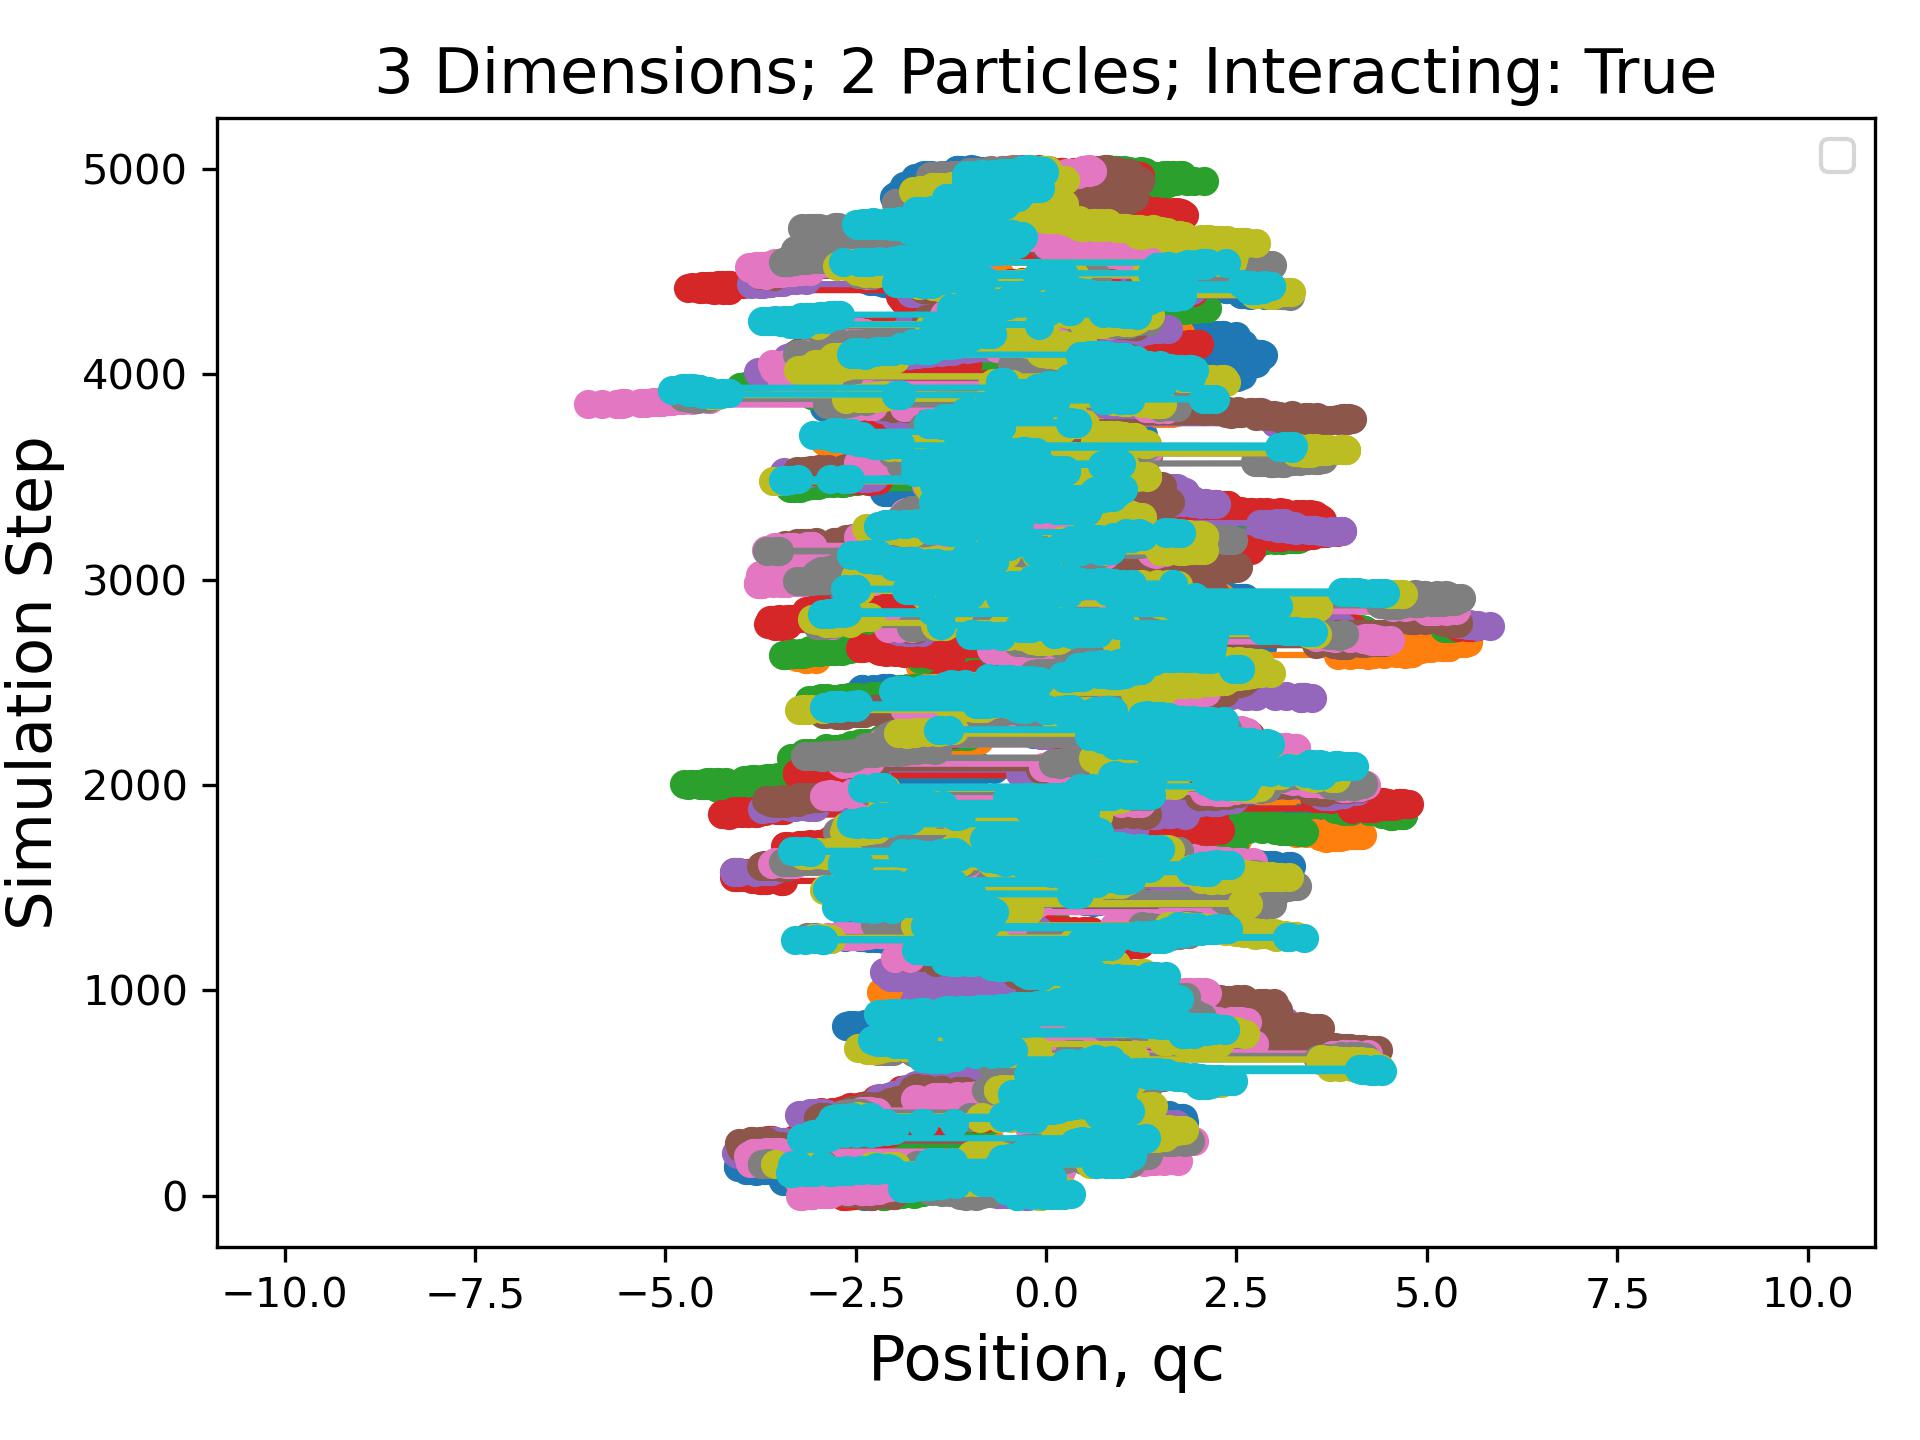 3 Dimensions; 2 Particles; Interacting: True
5000
4000
3000
2000
1000
0
Simulation Step
−10.0 −7.5 −5.0 −2.5 0.0 2.5 5.0 7.5 10.0
Position, qc